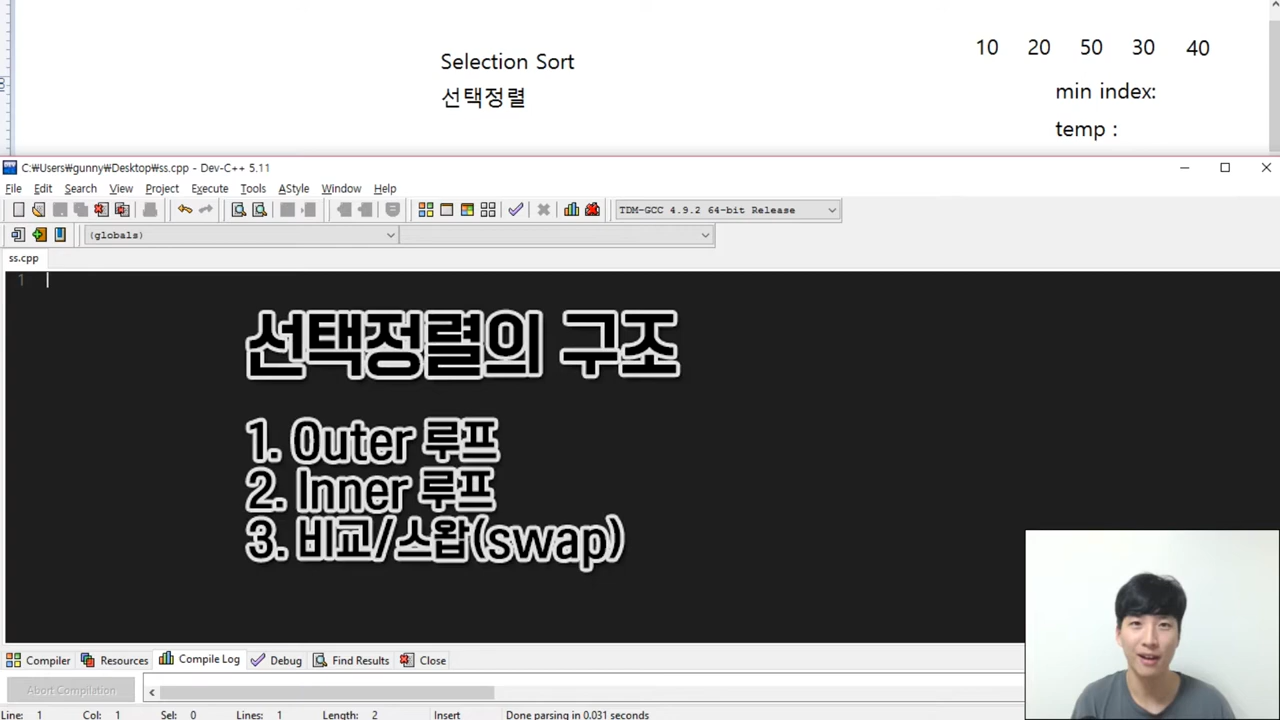 Selection Sort
선택정렬
10 20 50 30 40
min index:
temp :
C:₩Users₩gunny₩Desktop₩ss.cpp - Dev-C++ 5.11
File Edit Search View Project Execute Tools AStyle Window Help
TDM-GCC 4.9.2 64-bit Release
(globals)
ss.cpp
1
선택정렬의 구조
1. Outer 루프
2. Inner 루프
3. 비교/스왑(swap)
Compiler Resources Compile Log Debug Find Results Close
Abort Compilation
Line: 1 Col: 1 Sel: 0 Lines: 1 Length: 2 Insert Done parsing in 0.031 seconds